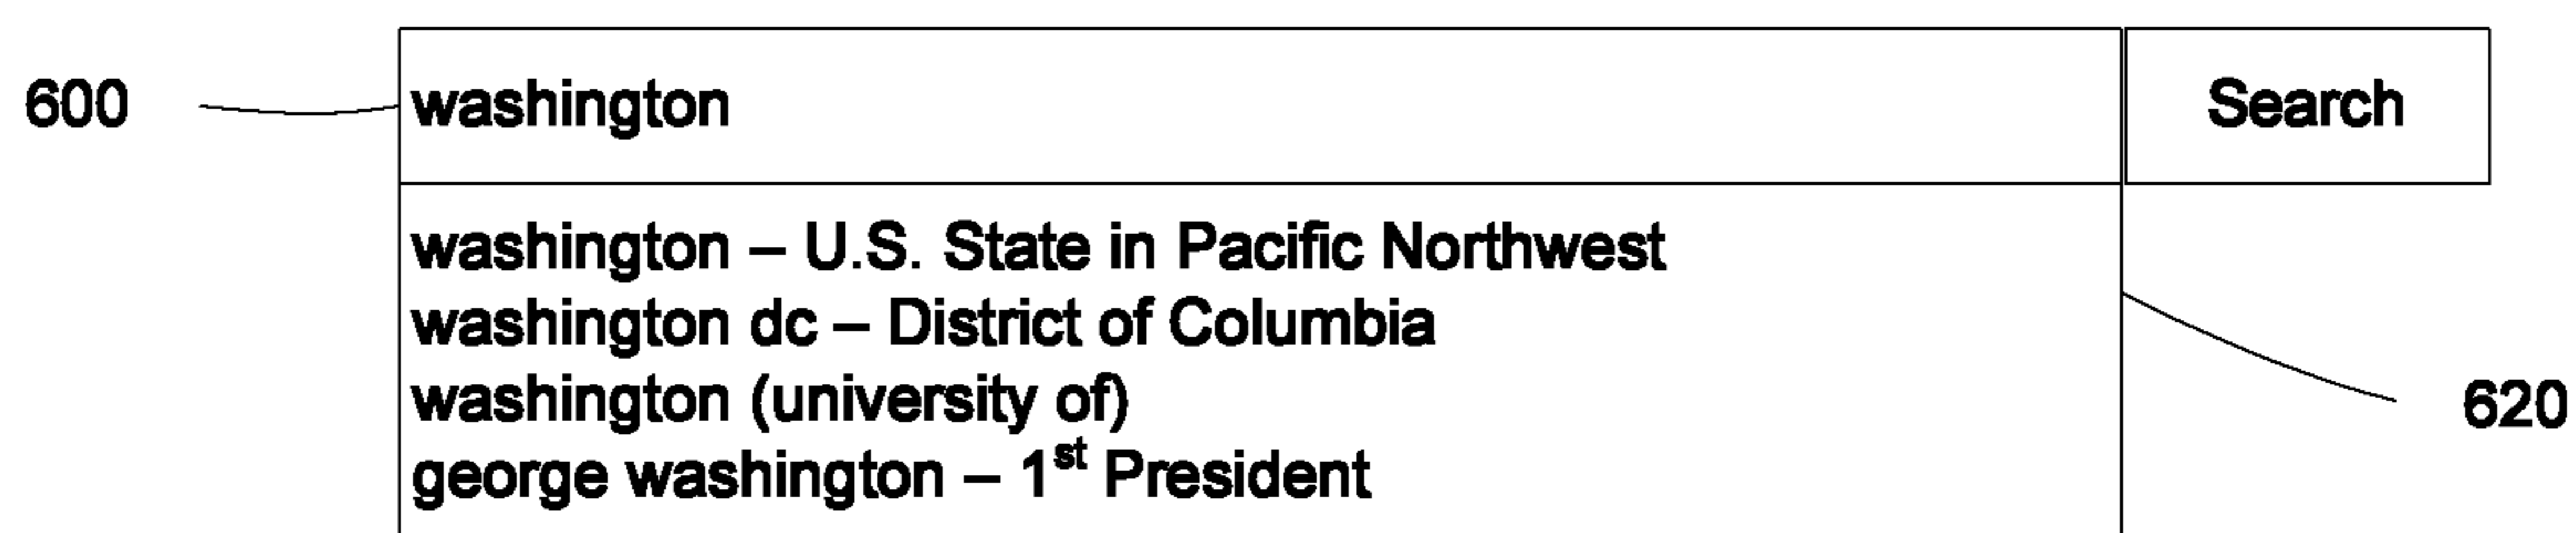 600 washington Search
washington – U.S. State in Pacific Northwest
washington dc – District of Columbia
washington (university of) 620
george washington – 1st President